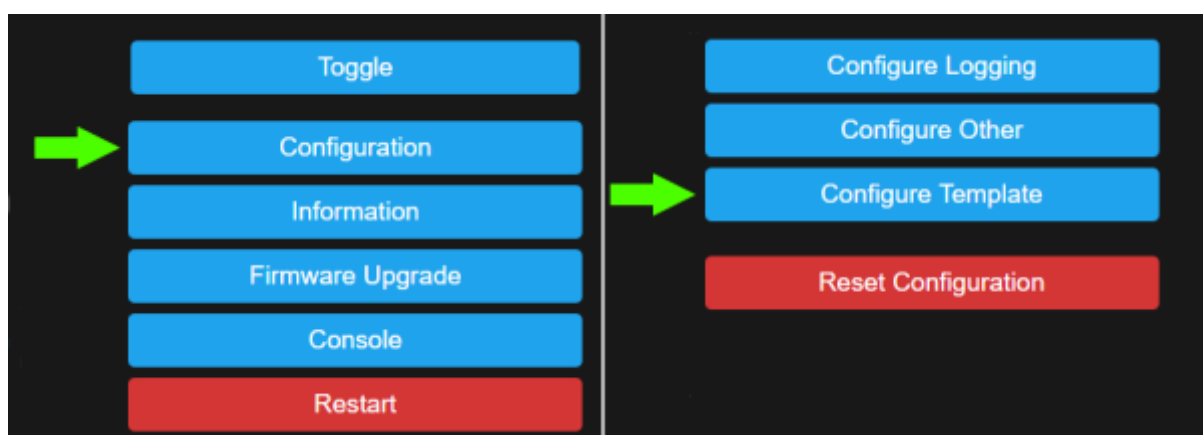 Toggle
Configuration
Information
Firmware Upgrade
Console
Restart
Configure Logging
Configure Other
Configure Template
Reset Configuration